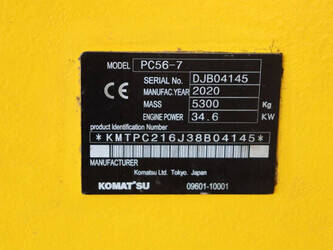 MODEL PC56-7
SERIAL No. DJB04145
MANUFAC.YEAR 2020
MASS 5300 Kg
ENGINE POWER 34.6 KW
product Identification Number
*KMTPC216J38B04145*
MANUFACTURER
Komatsu Ltd. Tokyo. Japan
KOMATSU 09601-10001